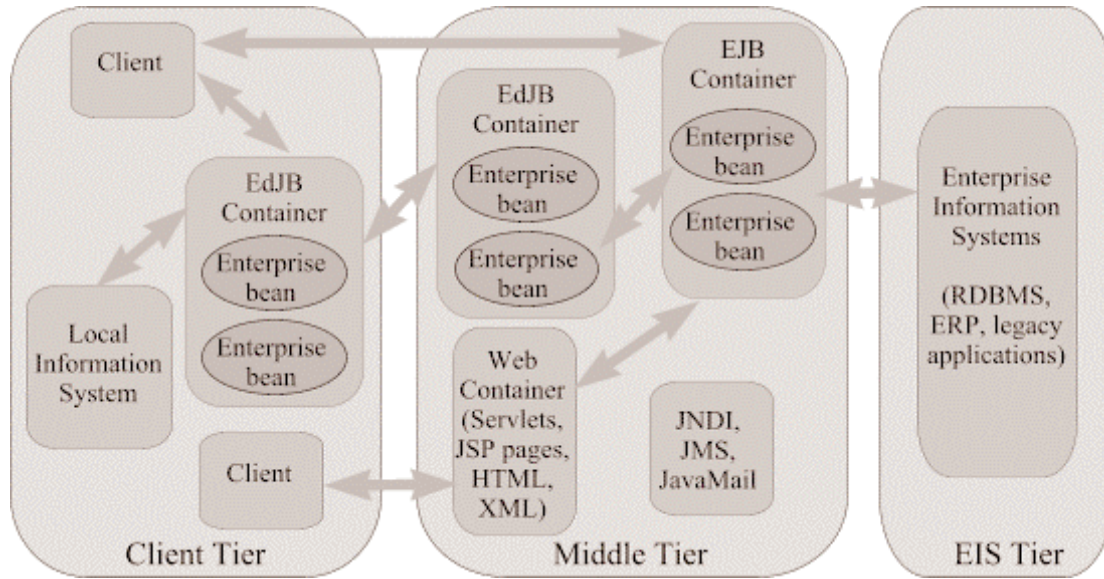 Client
EdJB
Container
Enterprise
bean
Enterprise
bean
Local
Information
System
Client
Client Tier
EdJB
Container
Enterprise
bean
Enterprise
bean
EJB
Container
Enterprise
bean
Enterprise
bean
Web
Container
(Servlets,
JSP pages,
HTML,
XML)
JNDI,
JMS,
JavaMail
Middle Tier
Enterprise
Information
Systems
(RDBMS,
ERP, legacy
applications)
EIS Tier